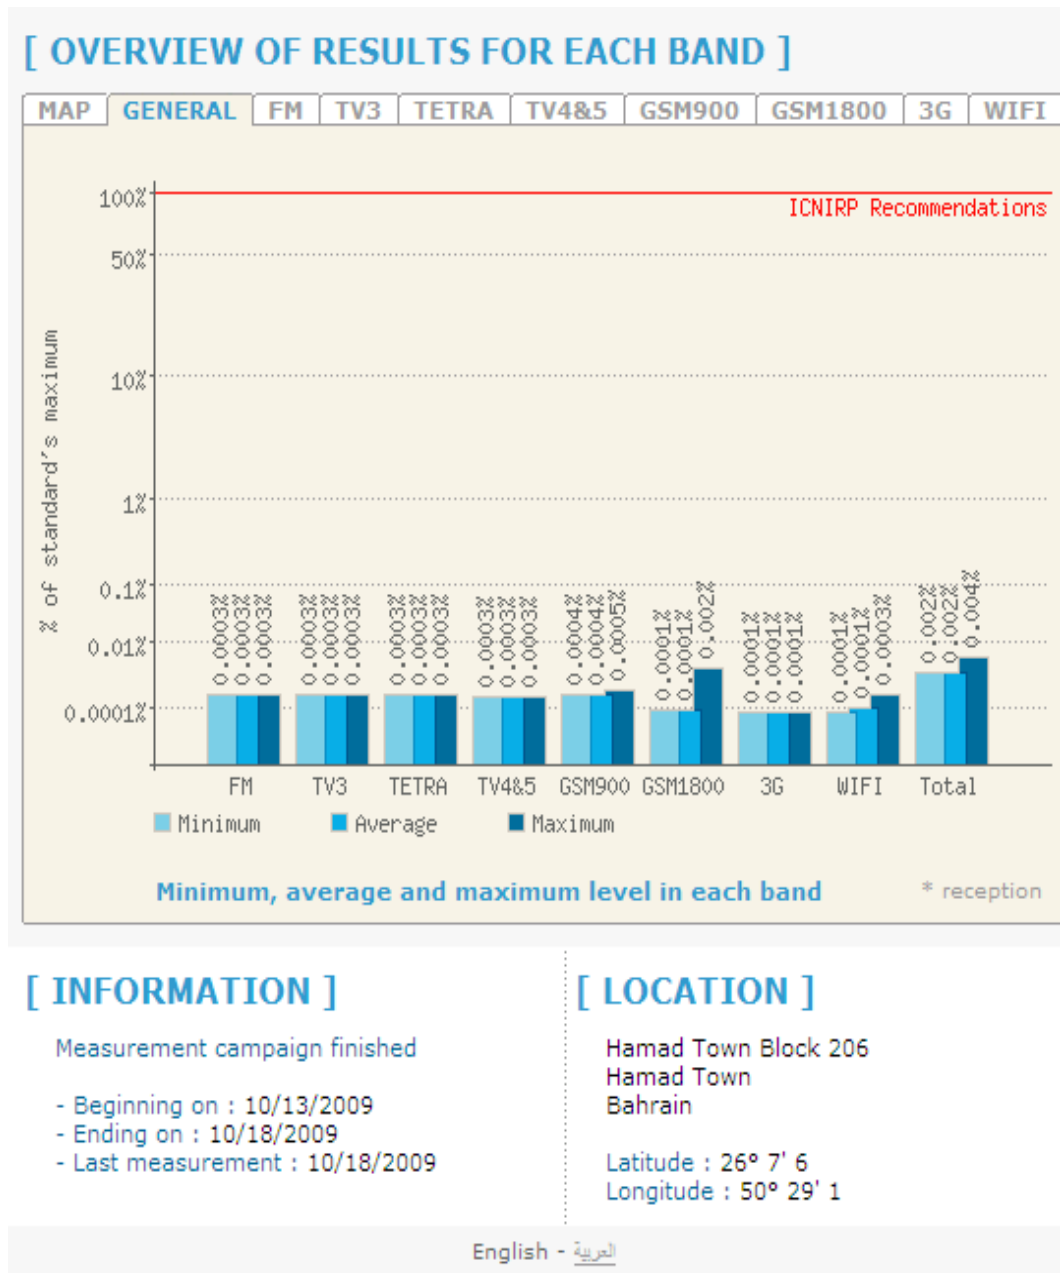 [ OVERVIEW OF RESULTS FOR EACH BAND ]
MAP GENERAL FM TV3 TETRA TV4&5 GSM900 GSM1800 3G WIFI
100%
ICNIRP Recommendations
50%
10%
1%
0.1%
0.01%
0.0001%
% of standard's maximum
0.0003% 0.0003% 0.0003%
0.0003% 0.0003% 0.0003%
0.0003% 0.0003% 0.0003%
0.0003% 0.0003% 0.0003%
0.0004% 0.0004% 0.0005%
0.0001% 0.0001% 0.002%
0.0001% 0.0001% 0.0001%
0.0001% 0.0001% 0.0003%
0.002% 0.002% 0.004%
FM TV3 TETRA TV4&5 GSM900 GSM1800 3G WIFI Total
Minimum Average Maximum
Minimum, average and maximum level in each band * reception
[ INFORMATION ]
Measurement campaign finished
- Beginning on : 10/13/2009
- Ending on : 10/18/2009
- Last measurement : 10/18/2009
[ LOCATION ]
Hamad Town Block 206
Hamad Town
Bahrain
Latitude : 26º 7' 6
Longitude : 50º 29' 1
English - العربية